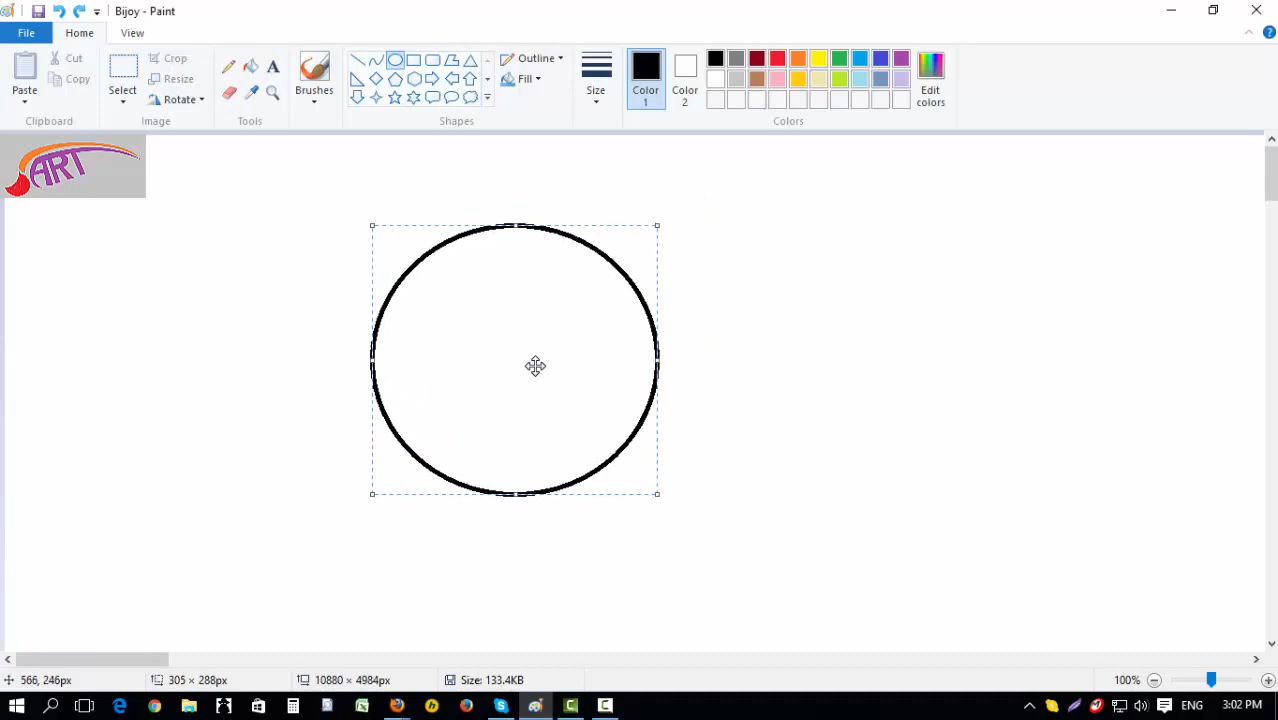 Bijoy - Paint
File Home View
Paste
Cut
Copy
Clipboard
Select
Crop
Resize
Rotate
Image
A
Tools
Brushes
Outline
Fill
Shapes
Size
Color
1
Color
2
Edit
colors
Colors
ART
566, 246px 305 × 288px 10880 × 4984px Size: 133.4KB 100%
ENG 3:02 PM